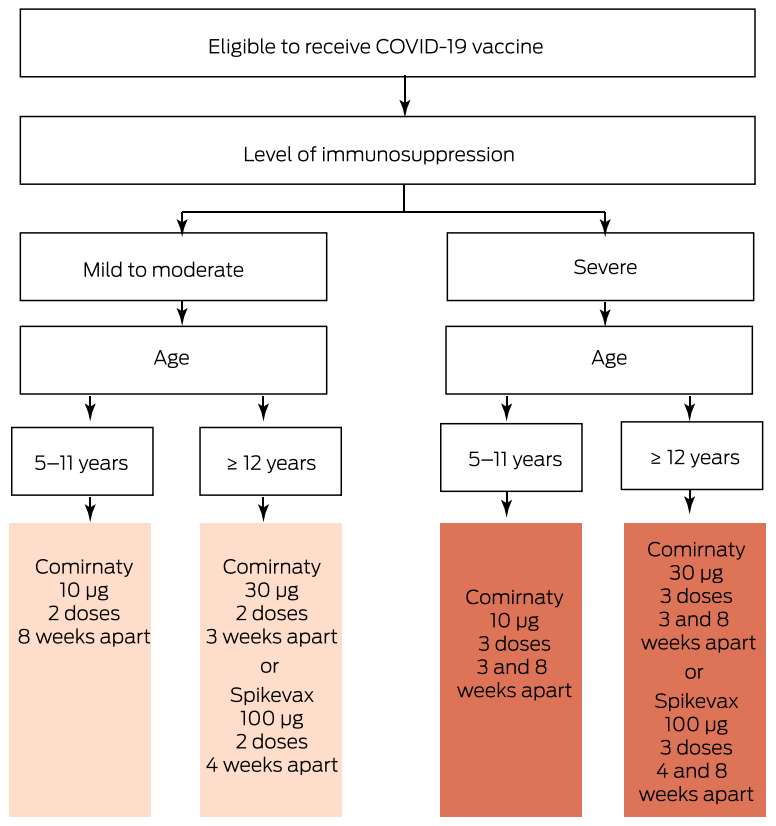 Eligible to receive COVID-19 vaccine
Level of immunosuppression
Mild to moderate
Severe
Age
Age
5–11 years
≥ 12 years
5–11 years
≥ 12 years
Comirnaty
10 µg
2 doses
8 weeks apart
Comirnaty
30 µg
2 doses
3 weeks apart
or
Spikevax
100 µg
2 doses
4 weeks apart
Comirnaty
10 µg
3 doses
3 and 8
weeks apart
Comirnaty
30 µg
3 doses
3 and 8
weeks apart
or
Spikevax
100 µg
3 doses
4 and 8
weeks apart